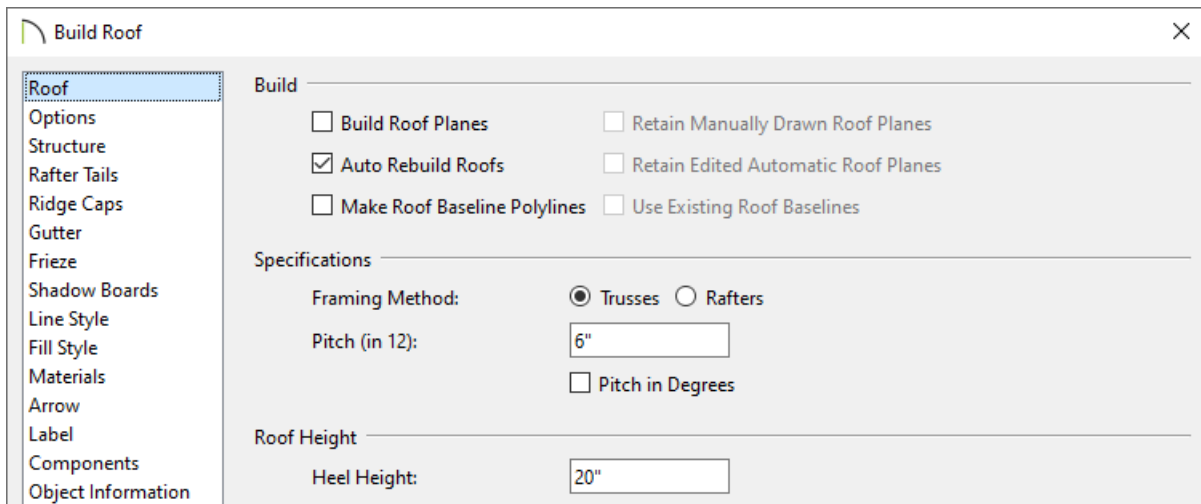 Build Roof
Roof
Options
Structure
Rafter Tails
Ridge Caps
Gutter
Frieze
Shadow Boards
Line Style
Fill Style
Materials
Arrow
Label
Components
Object Information
Build
Build Roof Planes
Retain Manually Drawn Roof Planes
Auto Rebuild Roofs
Retain Edited Automatic Roof Planes
Make Roof Baseline Polylines
Use Existing Roof Baselines
Specifications
Framing Method: Trusses Rafters
Pitch (in 12): 6"
Pitch in Degrees
Roof Height
Heel Height: 20"